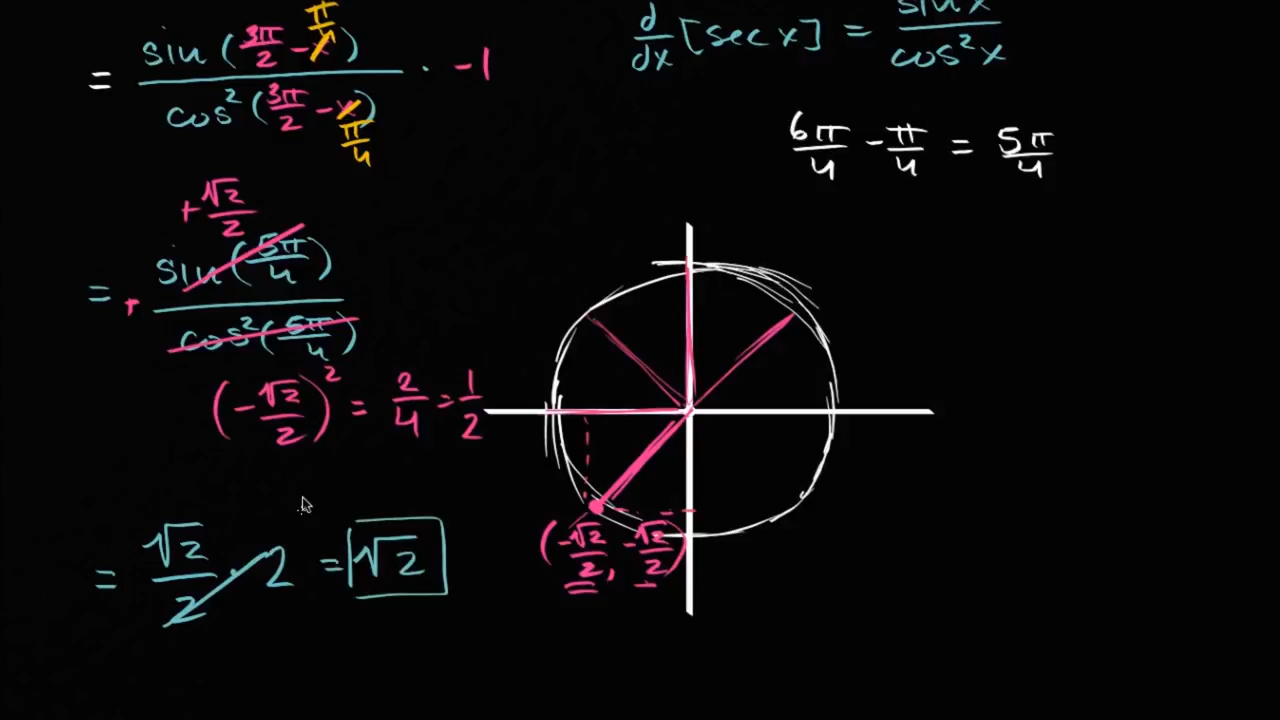 = sin(3π/2 - x) π/4 / cos²(3π/2 - x) π/4 · -1
d/dx [sec x] = sin x / cos² x
6π/4 - π/4 = 5π/4
+ √2/2
= + sin(5π/4) / cos²(5π/4)
(-√2/2)² = 2/4 = 1/2
(-√2/2, -√2/2)
= √2/2 · 2 = √2